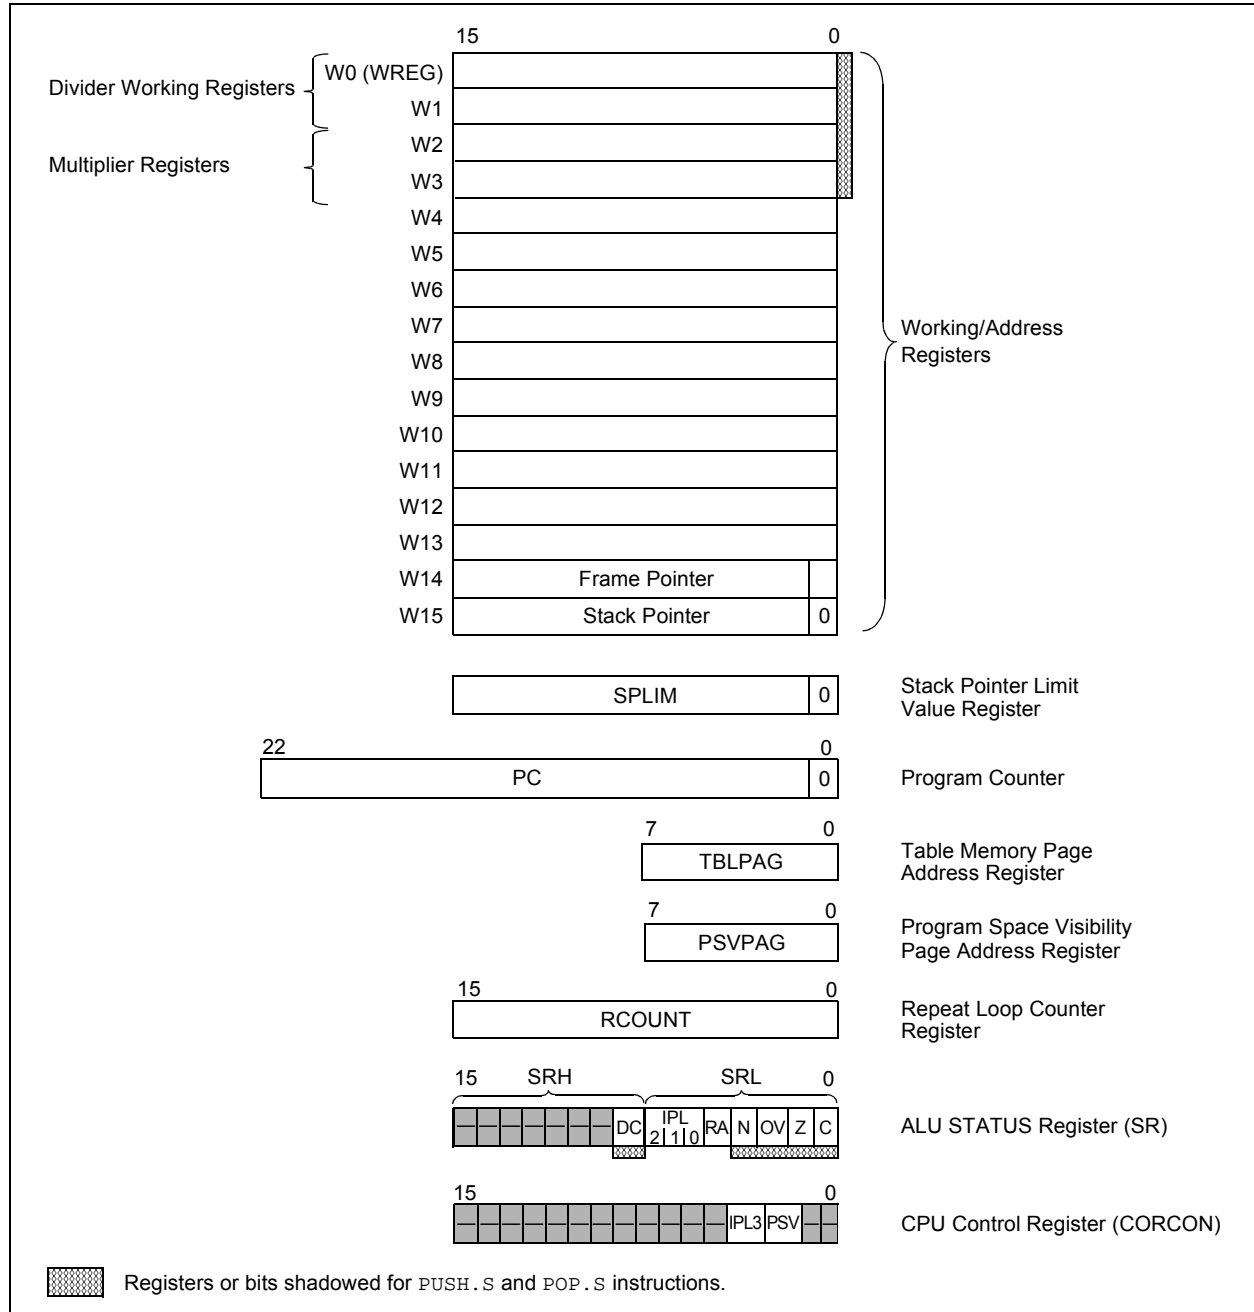 15 0
W0 (WREG)
Divider Working Registers
W1
W2
Multiplier Registers
W3
W4
W5
W6
W7
Working/Address
Registers
W8
W9
W10
W11
W12
W13
W14 Frame Pointer
W15 Stack Pointer 0
SPLIM 0
Stack Pointer Limit
Value Register
22 0
PC 0 Program Counter
7 0
TBLPAG
Table Memory Page
Address Register
7 0
PSVPAG
Program Space Visibility
Page Address Register
15 0
RCOUNT
Repeat Loop Counter
Register
15 SRH SRL 0
— — — — — — — DC IPL 2 1 0 RA N OV Z C ALU STATUS Register (SR)
15 0
— — — — — — — — — — — — IPL3 PSV — — CPU Control Register (CORCON)
Registers or bits shadowed for PUSH.S and POP.S instructions.